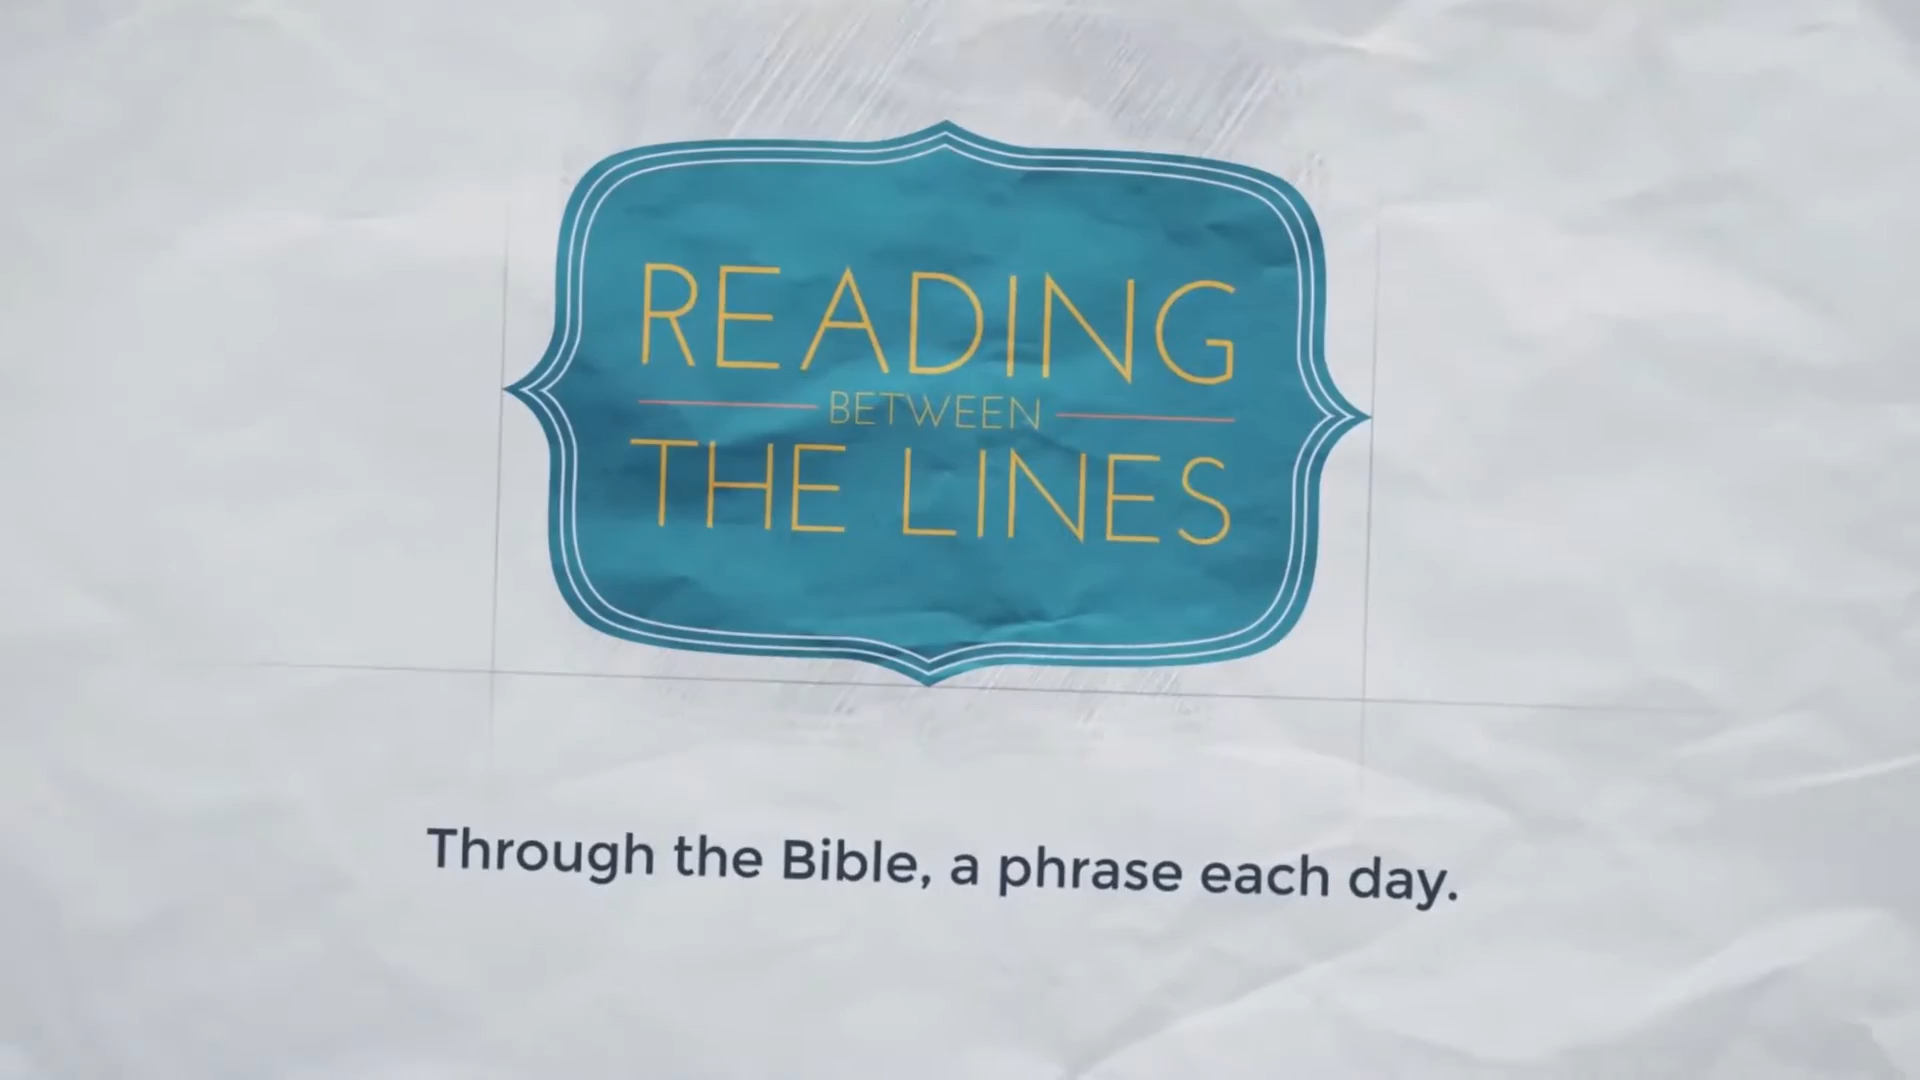 READING
BETWEEN
THE LINES
Through the Bible, a phrase each day.